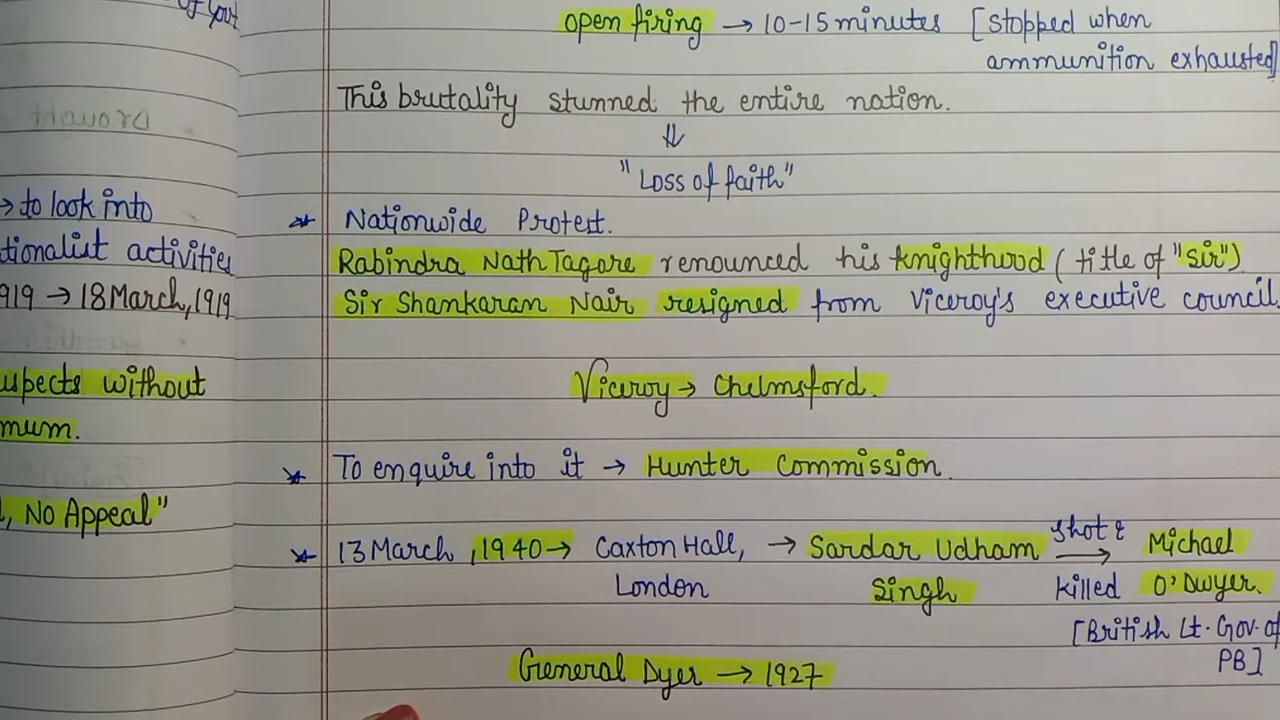 of Govt
to look into
tionalist activities
919 → 18 March, 1919
uspects without
mum.
, No Appeal"
open firing → 10-15 minutes [stopped when
ammunition exhausted]
This brutality stunned the entire nation.
⇓
"Loss of faith"
* Nationwide Protest.
Rabindra Nath Tagore renounced his knighthood (title of "Sir")
Sir Shankaran Nair resigned from Viceroy's executive council
Viceroy → Chelmsford.
* To enquire into it → Hunter Commission.
* 13 March, 1940 → Caxton Hall, → Sardar Udham shot & → Michael
London Singh killed O'Dwyer.
[British Lt. Gov. of
PB]
General Dyer → 1927